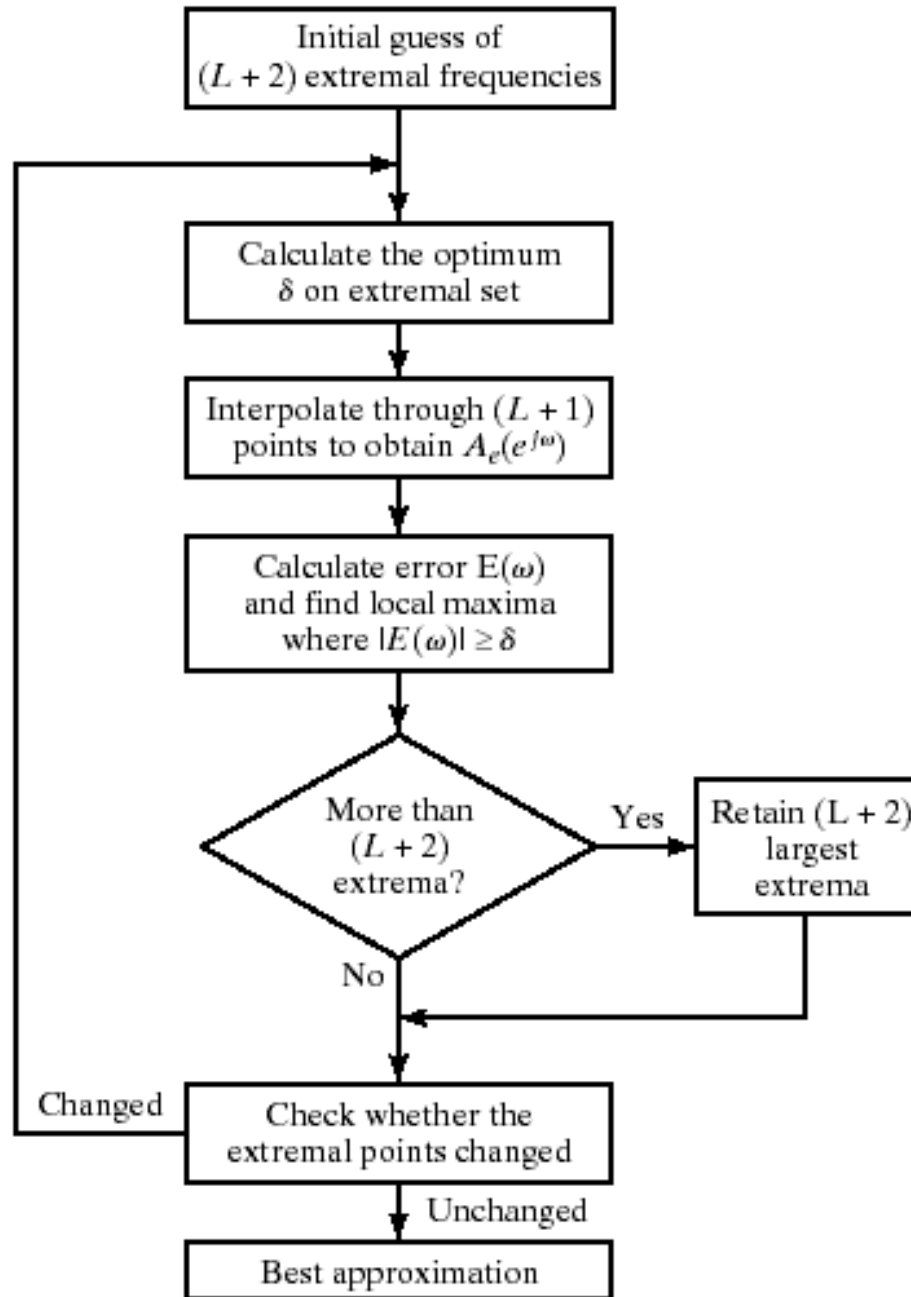 Initial guess of
(L + 2) extremal frequencies
Calculate the optimum
δ on extremal set
Interpolate through (L + 1)
points to obtain Aₑ(e^{jω})
Calculate error E(ω)
and find local maxima
where |E(ω)| ≥ δ
More than
(L + 2)
extrema?
Yes
Retain (L + 2)
largest
extrema
No
Changed
Check whether the
extremal points changed
Unchanged
Best approximation